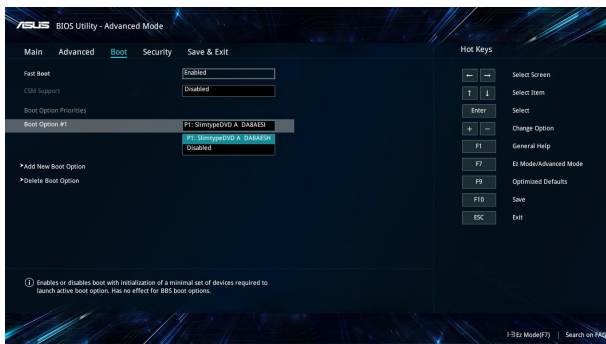 ASUS BIOS Utility - Advanced Mode
Main Advanced Boot Security Save & Exit
Hot Keys
Fast Boot Enabled
CSM Support Disabled
Boot Option Priorities
Boot Option #1 P1: SlimtypeDVD A DA8AESH
P1: SlimtypeDVD A DA8AESH
Disabled
>Add New Boot Option
>Delete Boot Option
← → Select Screen
↑ ↓ Select Item
Enter Select
+ − Change Option
F1 General Help
F7 Ez Mode/Advanced Mode
F9 Optimized Defaults
F10 Save
ESC Exit
Enables or disables boot with initialization of a minimal set of devices required to
launch active boot option. Has no effect for BBS boot options.
Ez Mode(F7) | Search on FAQ